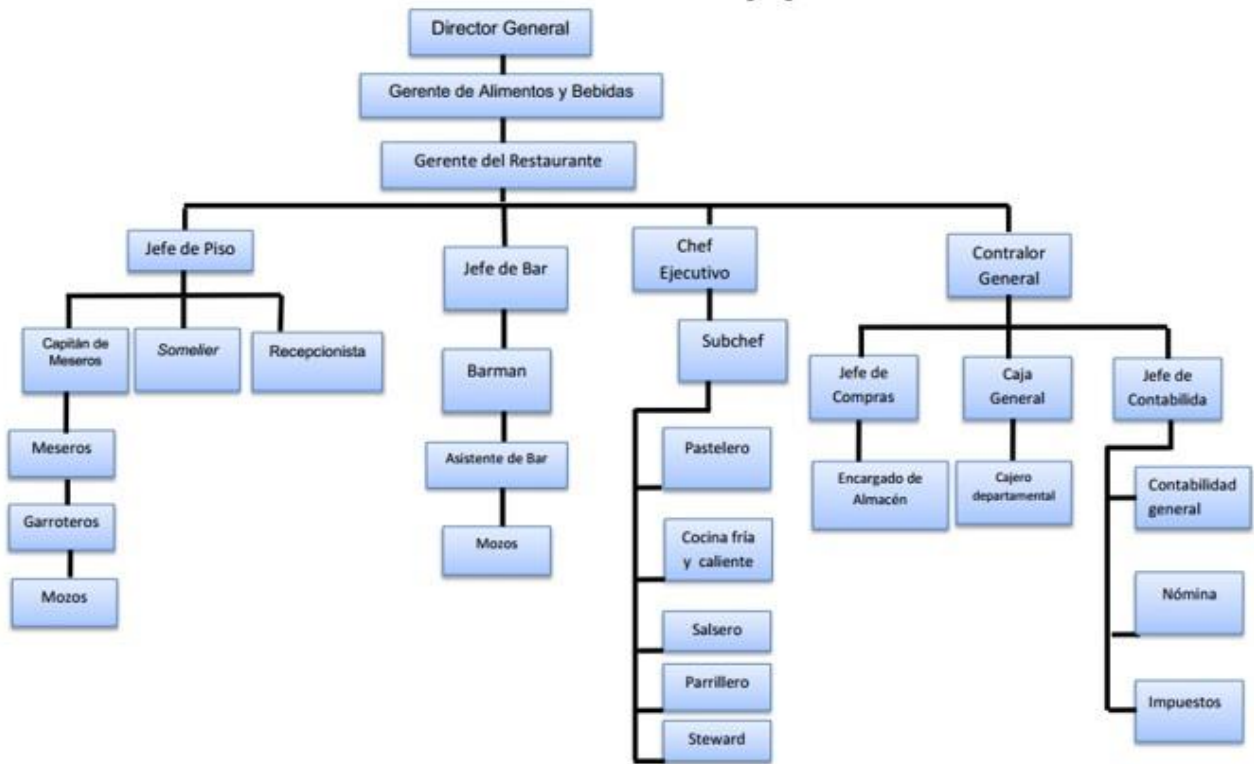 Director General
Gerente de Alimentos y Bebidas
Gerente del Restaurante
Jefe de Piso
Jefe de Bar
Chef
Ejecutivo
Contralor
General
Capitán de
Meseros
Somelier
Recepcionista
Barman
Subchef
Jefe de
Compras
Caja
General
Jefe de
Contabilida
Meseros
Asistente de Bar
Pastelero
Encargado de
Almacén
Cajero
departamental
Contabilidad
general
Garroteros
Mozos
Cocina fría
y caliente
Nómina
Mozos
Salsero
Parrillero
Impuestos
Steward